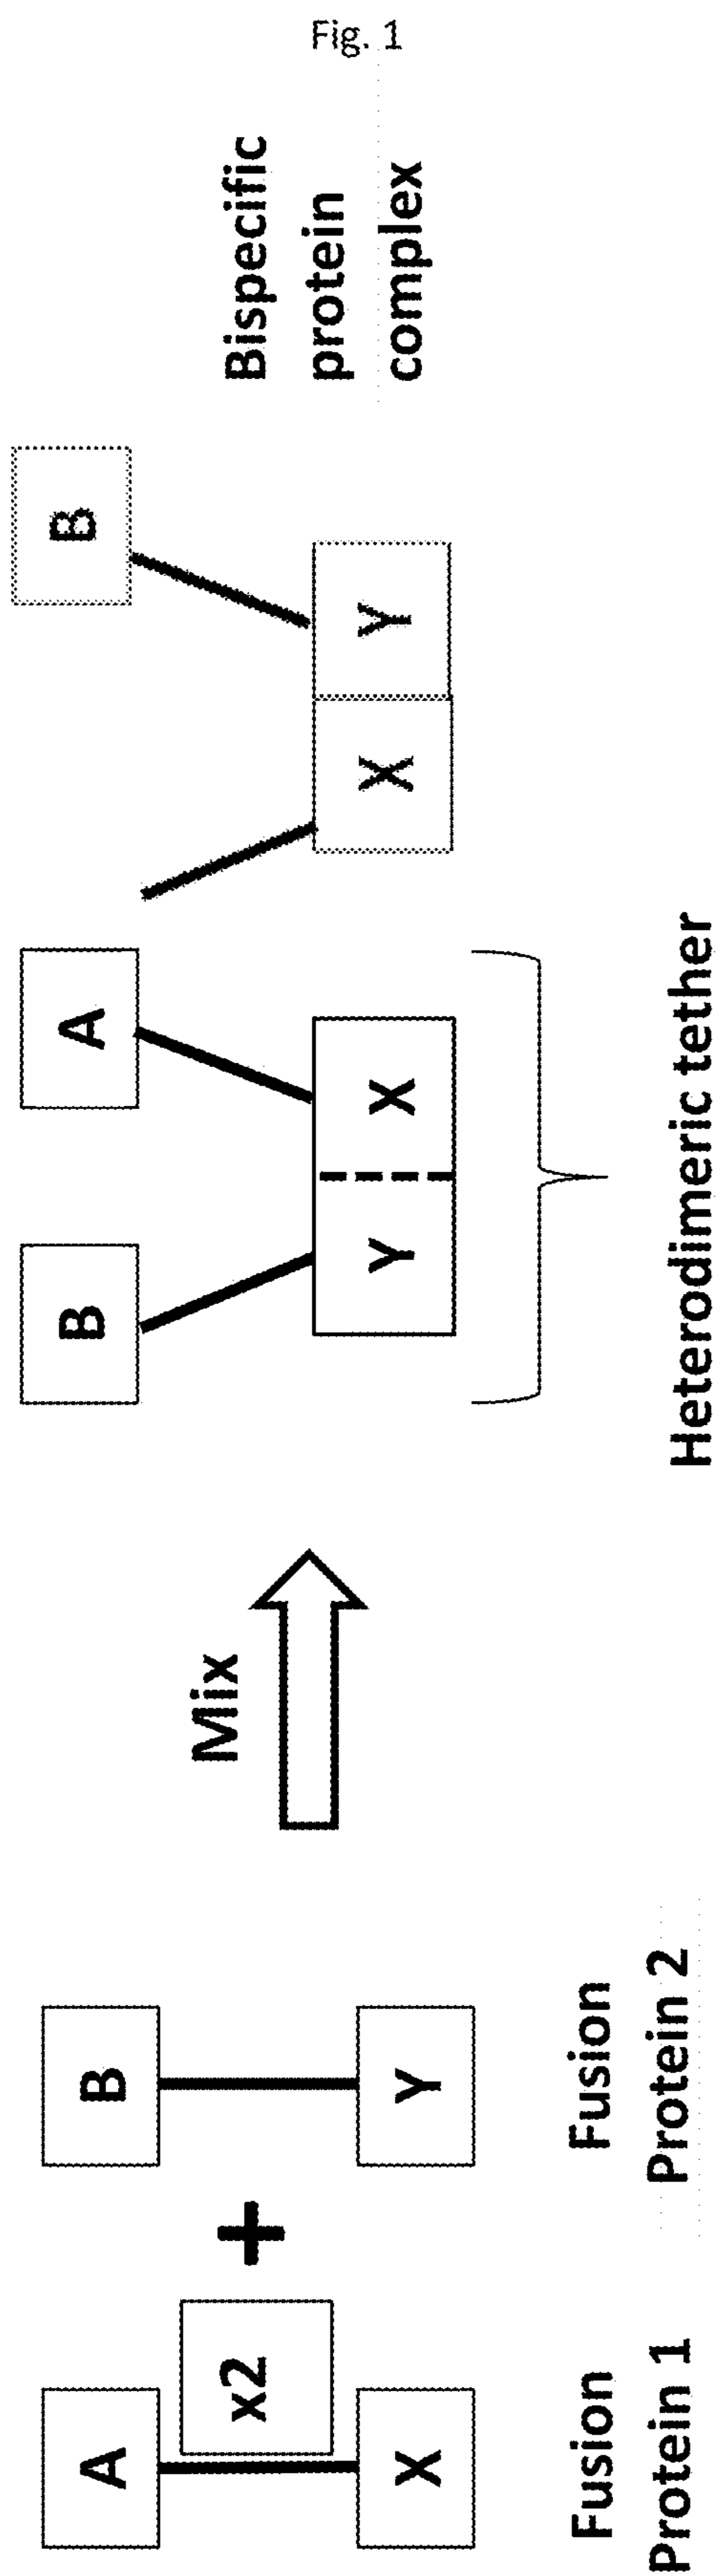 Fig. 1
A
x2
X
Fusion
Protein 1
+
B
Y
Fusion
Protein 2
Mix
B
A
Y
X
Heterodimeric tether
B
X
Y
Bispecific
protein
complex